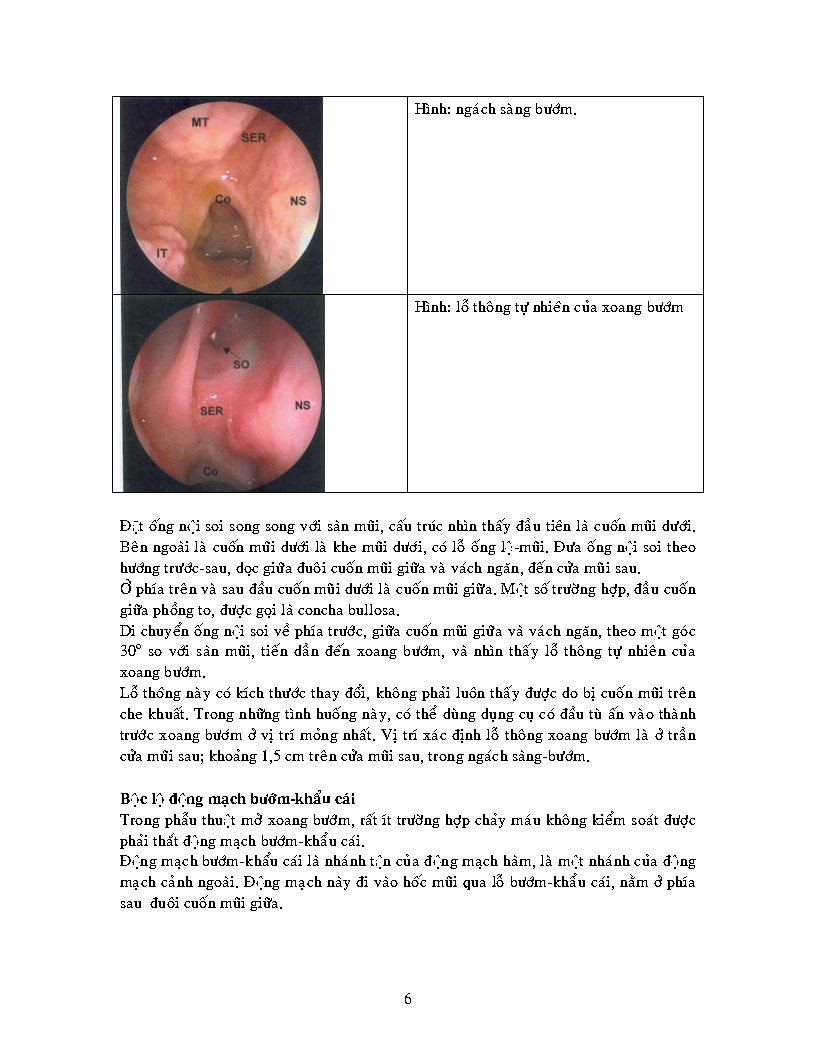 MT
SER
Co
NS
IT
Hình: ngách sàng bướm.
SO
SER
NS
Co
Hình: lỗ thông tự nhiên của xoang bướm
Đặt ống nội soi song song với sàn mũi, cấu trúc nhìn thấy đầu tiên là cuốn mũi dưới.
Bên ngoài là cuốn mũi dưới là khe mũi dưới, có lỗ ống lệ-mũi. Đưa ống nội soi theo
hướng trước-sau, dọc giữa đuôi cuốn mũi giữa và vách ngăn, đến cửa mũi sau.
Ở phía trên và sau đầu cuốn mũi dưới là cuốn mũi giữa. Một số trường hợp, đầu cuốn
giữa phồng to, được gọi là concha bullosa.
Di chuyển ống nội soi về phía trước, giữa cuốn mũi giữa và vách ngăn, theo một góc
30° so với sàn mũi, tiến dần đến xoang bướm, và nhìn thấy lỗ thông tự nhiên của
xoang bướm.
Lỗ thông này có kích thước thay đổi, không phải luôn thấy được do bị cuốn mũi trên
che khuất. Trong những tình huống này, có thể dùng dụng cụ có đầu tù ấn vào thành
trước xoang bướm ở vị trí mỏng nhất. Vị trí xác định lỗ thông xoang bướm là ở trần
cửa mũi sau; khoảng 1,5 cm trên cửa mũi sau, trong ngách sàng-bướm.
Bộc lộ động mạch bướm-khẩu cái
Trong phẫu thuật mở xoang bướm, rất ít trường hợp chảy máu không kiểm soát được
phải thắt động mạch bướm-khẩu cái.
Động mạch bướm-khẩu cái là nhánh tận của động mạch hàm, là một nhánh của động
mạch cảnh ngoài. Động mạch này đi vào hốc mũi qua lỗ bướm-khẩu cái, nằm ở phía
sau đuôi cuốn mũi giữa.
6